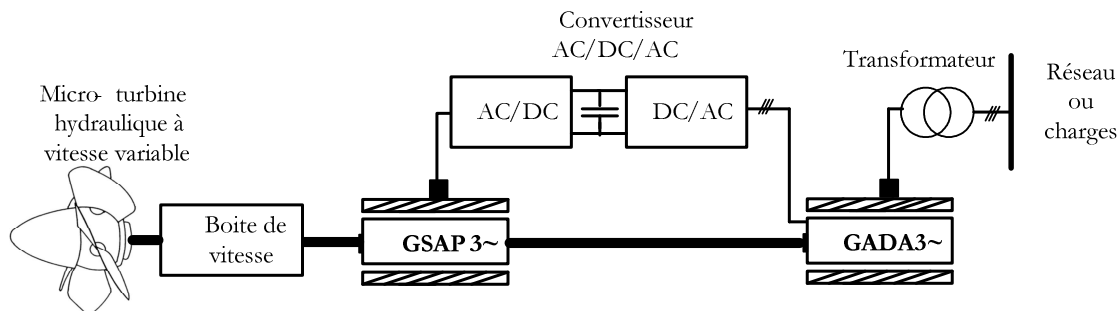 Convertisseur
AC/DC/AC
Transformateur
Réseau
ou
charges
Micro- turbine
hydraulique à
vitesse variable
AC/DC
DC/AC
Boite de
vitesse
GSAP 3~
GADA3~